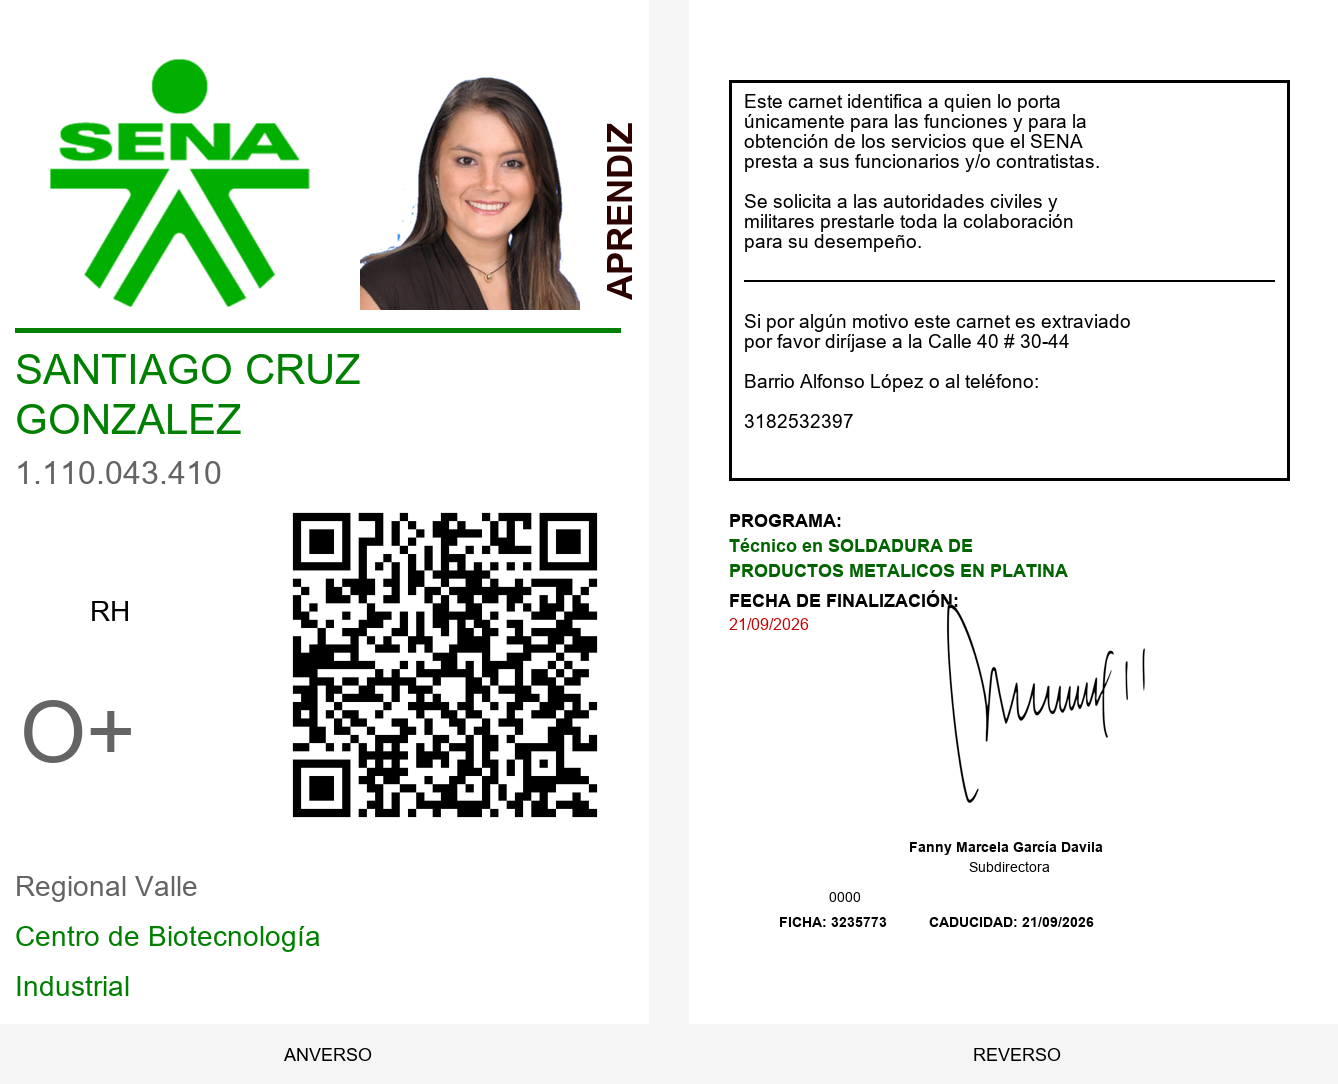 SENA
APRENDIZ
SANTIAGO CRUZ
GONZALEZ
1.110.043.410
RH
O+
Regional Valle
Centro de Biotecnología
Industrial
ANVERSO
Este carnet identifica a quien lo porta
únicamente para las funciones y para la
obtención de los servicios que el SENA
presta a sus funcionarios y/o contratistas.
Se solicita a las autoridades civiles y
militares prestarle toda la colaboración
para su desempeño.
Si por algún motivo este carnet es extraviado
por favor diríjase a la Calle 40 # 30-44
Barrio Alfonso López o al teléfono:
3182532397
PROGRAMA:
Técnico en SOLDADURA DE
PRODUCTOS METALICOS EN PLATINA
FECHA DE FINALIZACIÓN:
21/09/2026
Fanny Marcela García Davila
Subdirectora
0000
FICHA: 3235773 CADUCIDAD: 21/09/2026
REVERSO